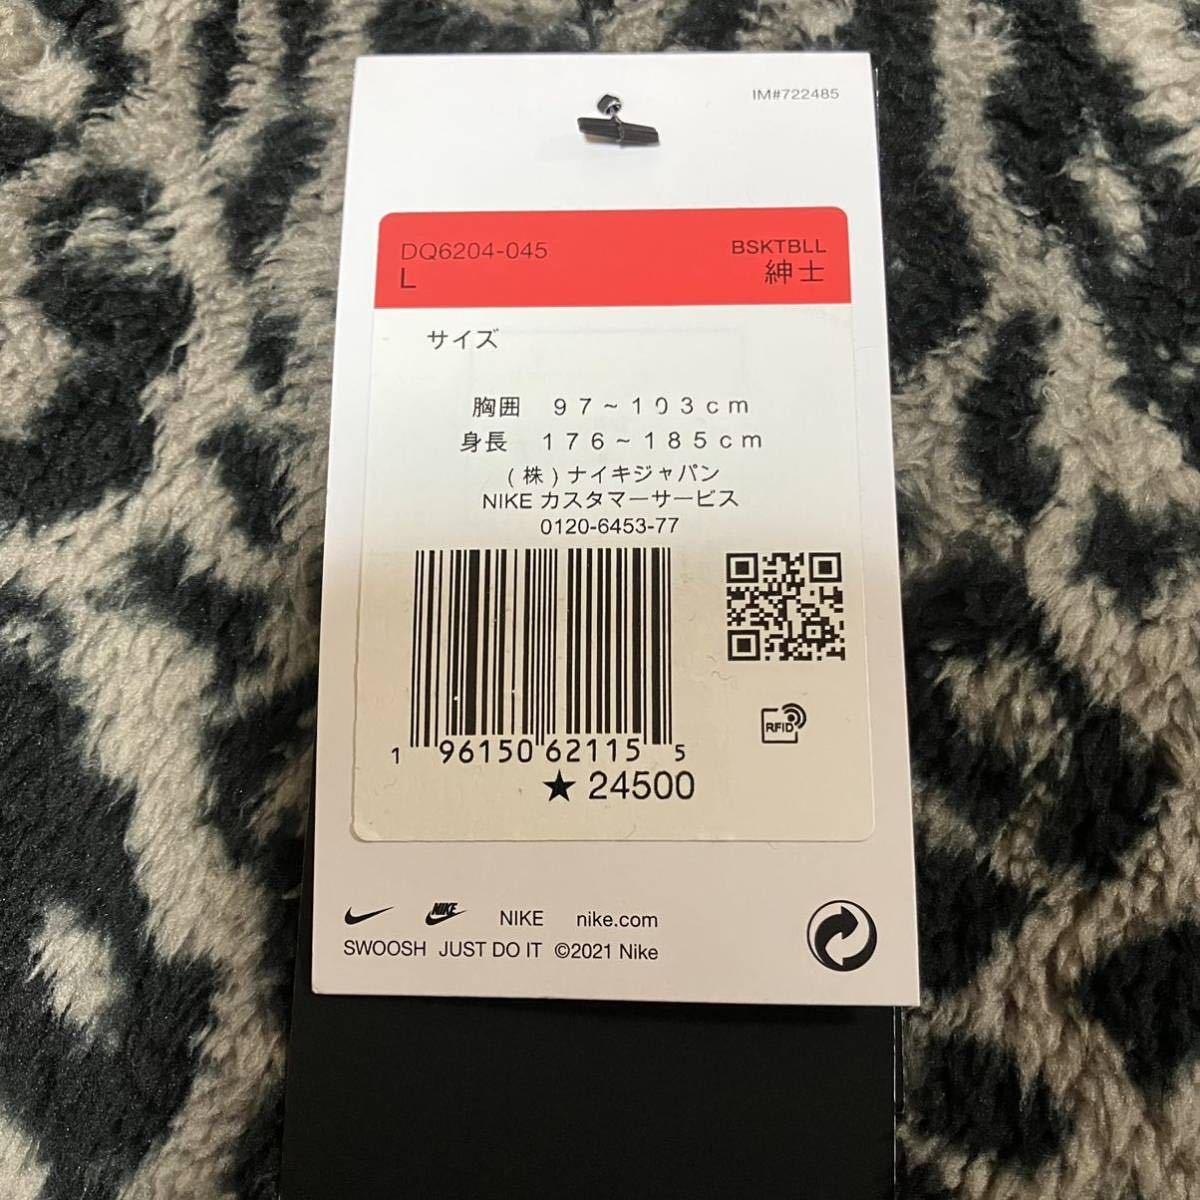 IM#722485
DQ6204-045 BSKTBLL
L 紳士
サイズ
胸囲 97~103cm
身長 176~185cm
(株)ナイキジャパン
NIKE カスタマーサービス
0120-6453-77
RFID
1 96150 62115 5
★ 24500
NIKE NIKE nike.com
SWOOSH JUST DO IT ©2021 Nike